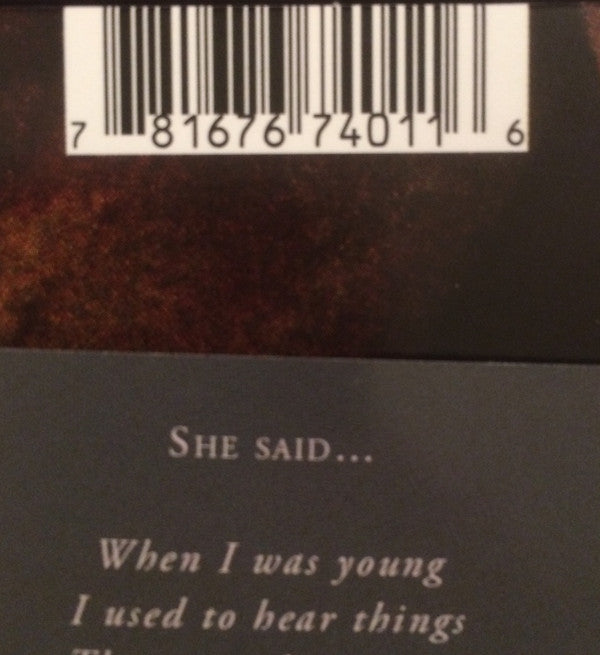 7 81676 74011 6
SHE SAID...
When I was young
I used to hear things